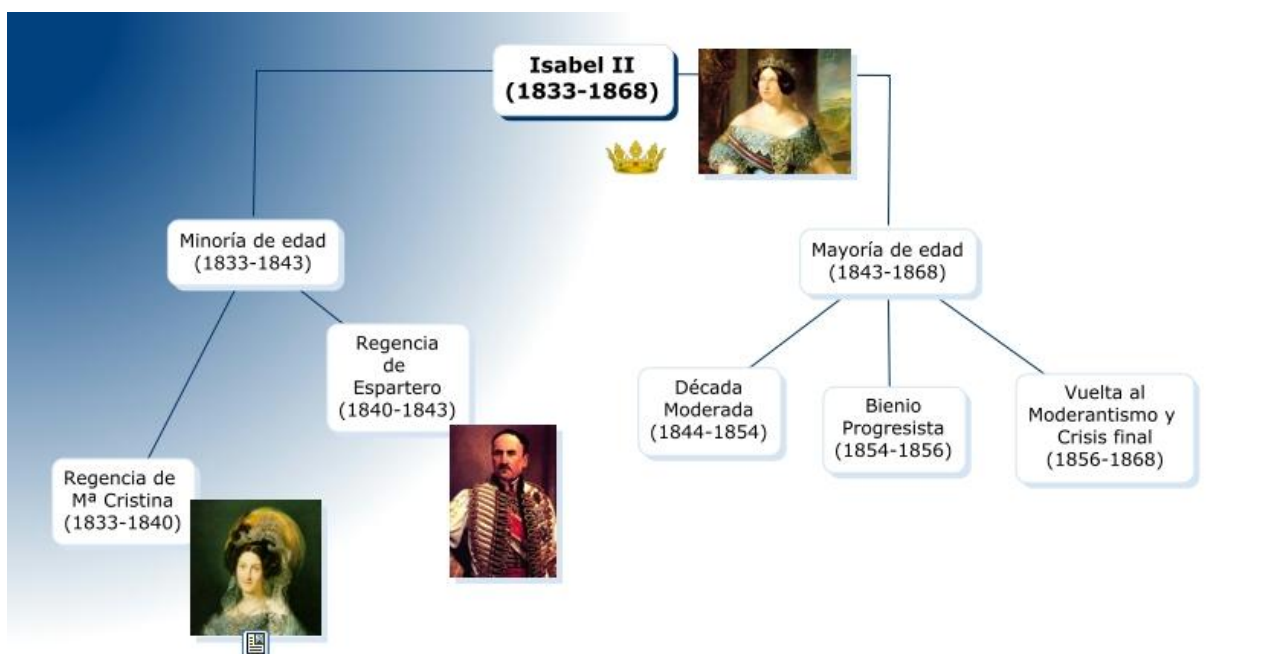 Isabel II
(1833-1868)
Minoría de edad
(1833-1843)
Mayoría de edad
(1843-1868)
Regencia
de
Espartero
(1840-1843)
Regencia de
Mª Cristina
(1833-1840)
Década
Moderada
(1844-1854)
Bienio
Progresista
(1854-1856)
Vuelta al
Moderantismo y
Crisis final
(1856-1868)